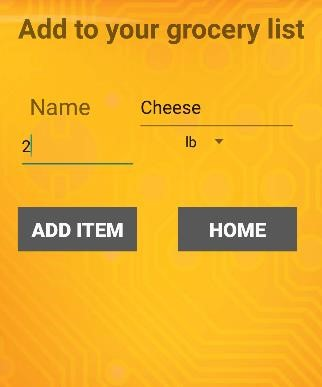 Add to your grocery list
Name Cheese
2 lb
ADD ITEM HOME